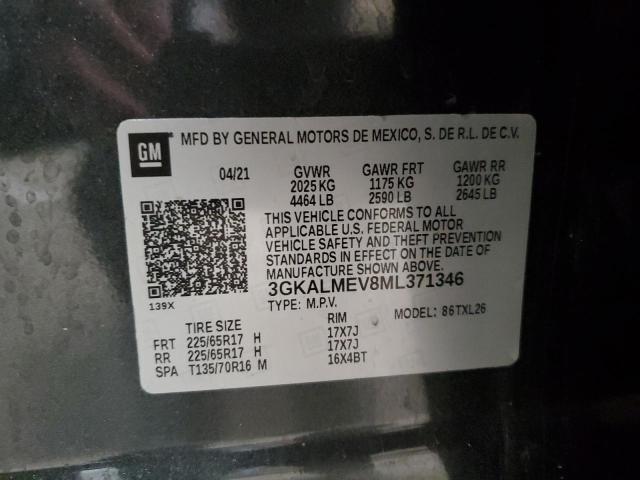 GM
MFD BY GENERAL MOTORS DE MEXICO, S. DE R.L. DE C.V.
04/21 GVWR GAWR FRT GAWR RR
2025 KG 1175 KG 1200 KG
4464 LB 2590 LB 2645 LB
THIS VEHICLE CONFORMS TO ALL
APPLICABLE U.S. FEDERAL MOTOR
VEHICLE SAFETY AND THEFT PREVENTION
STANDARDS IN EFFECT ON THE DATE OF
MANUFACTURE SHOWN ABOVE.
139X
3GKALMEV8ML371346
TYPE: M.P.V. MODEL: 86TXL26
TIRE SIZE RIM
FRT 225/65R17 H 17X7J
RR 225/65R17 H 17X7J
SPA T135/70R16 M 16X4BT